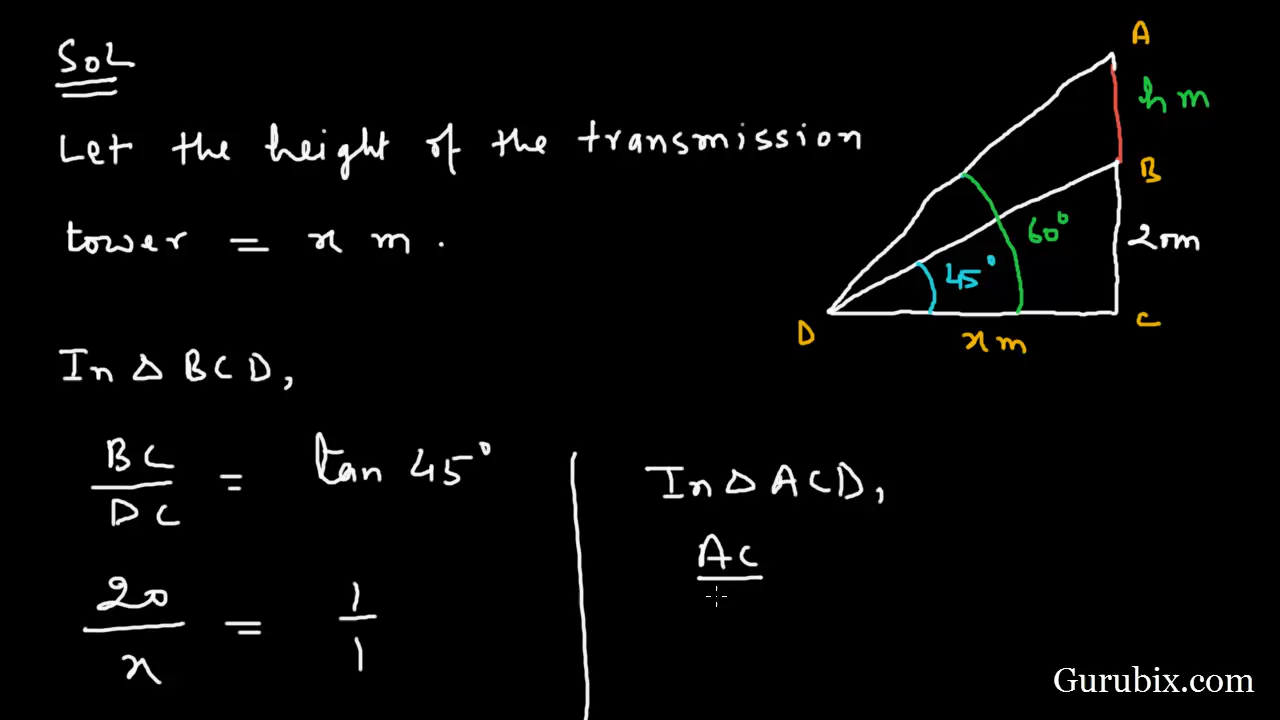 SOL
Let the height of the transmission
tower = x m.
A
h m
B
60°
20m
45°
D
x m
C
In Δ BCD,
BC/DC = tan 45°
20/x = 1/1
In Δ ACD,
AC
Gurubix.com